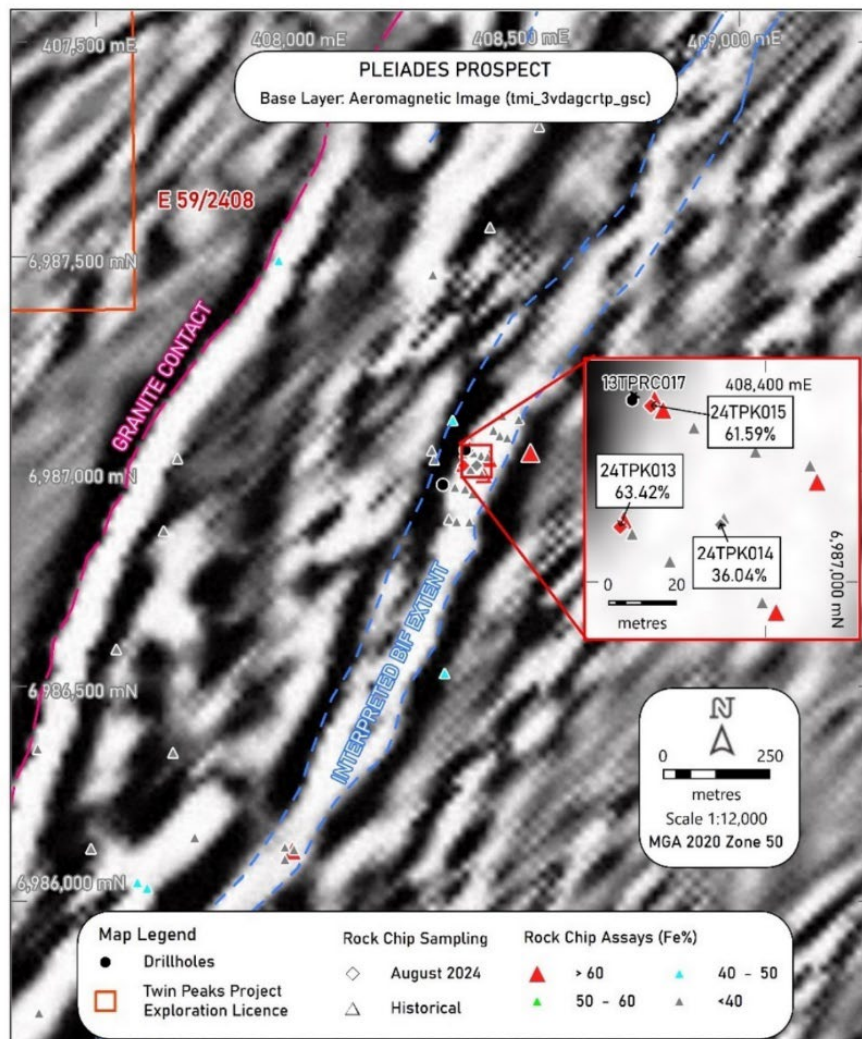 407,500 mE
408,000 mE
408,500 mE
409,000 mE
PLEIADES PROSPECT
Base Layer: Aeromagnetic Image (tmi_3vdagcrtp_gsc)
E 59/2408
6,987,500 mN
GRANITE CONTACT
13TPRC017
408,400 mE
24TPK015
61.59%
6,987,000 mN
24TPK013
63.42%
24TPK014
36.04%
6,987,000 mN
0 20
metres
INTERPRETED BIF EXTENT
6,986,500 mN
N
0 250
metres
Scale 1:12,000
MGA 2020 Zone 50
6,986,000 mN
Map Legend
Drillholes
Twin Peaks Project
Exploration Licence
Rock Chip Sampling
August 2024
Historical
Rock Chip Assays (Fe%)
> 60
40 - 50
50 - 60
<40